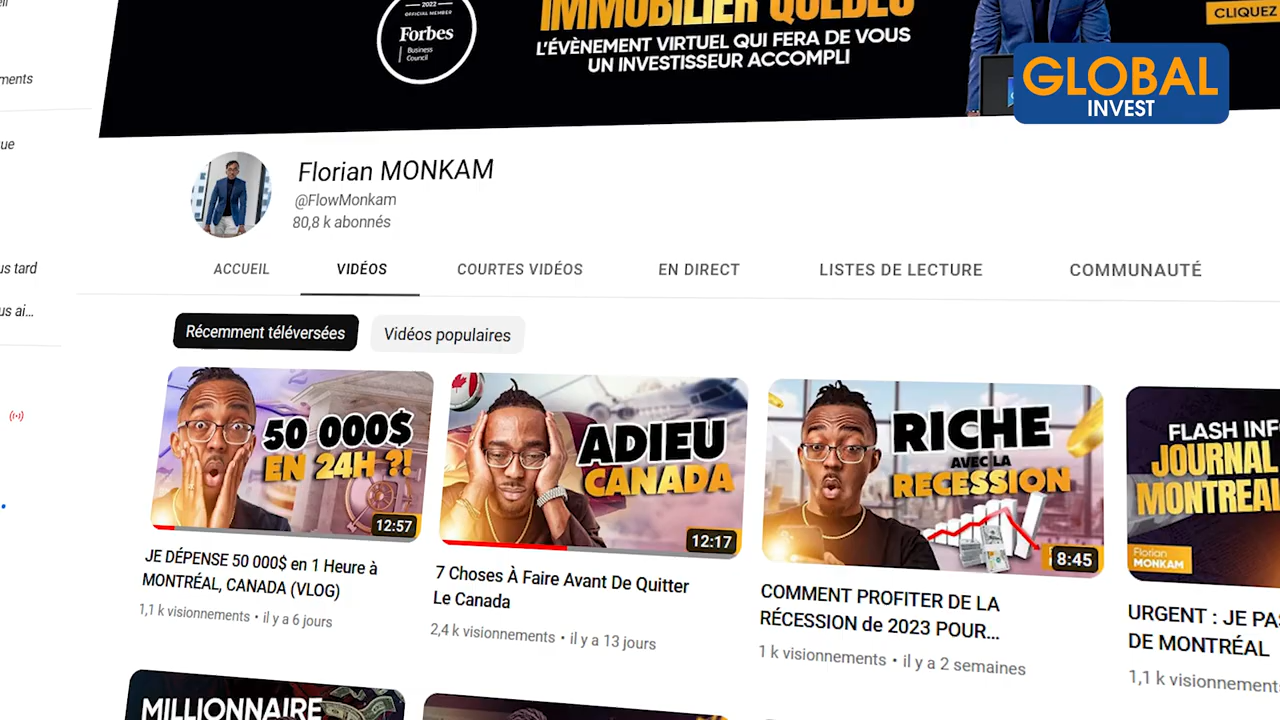 2022
OFFICIAL MEMBER
Forbes
Business
Council
IMMOBILIER QUÉBEC
L'ÉVÈNEMENT VIRTUEL QUI FERA DE VOUS
UN INVESTISSEUR ACCOMPLI
CLIQUEZ
GLOBAL
INVEST
ments
ue
us tard
us ai...
Florian MONKAM
@FlowMonkam
80,8 k abonnés
ACCUEIL
VIDÉOS
COURTES VIDÉOS
EN DIRECT
LISTES DE LECTURE
COMMUNAUTÉ
Récemment téléversées
Vidéos populaires
50 000$
EN 24H ?!
12:57
JE DÉPENSE 50 000$ en 1 Heure à
MONTRÉAL, CANADA (VLOG)
1,1 k visionnements • il y a 6 jours
ADIEU
CANADA
12:17
7 Choses À Faire Avant De Quitter
Le Canada
2,4 k visionnements • il y a 13 jours
RICHE
AVEC LA
RECESSION
8:45
COMMENT PROFITER DE LA
RÉCESSION de 2023 POUR...
1 k visionnements • il y a 2 semaines
FLASH INFO
JOURNAL
MONTREAL
Florian
MONKAM
URGENT : JE PAS
DE MONTRÉAL
1,1 k visionnements
MILLIONNAIRE